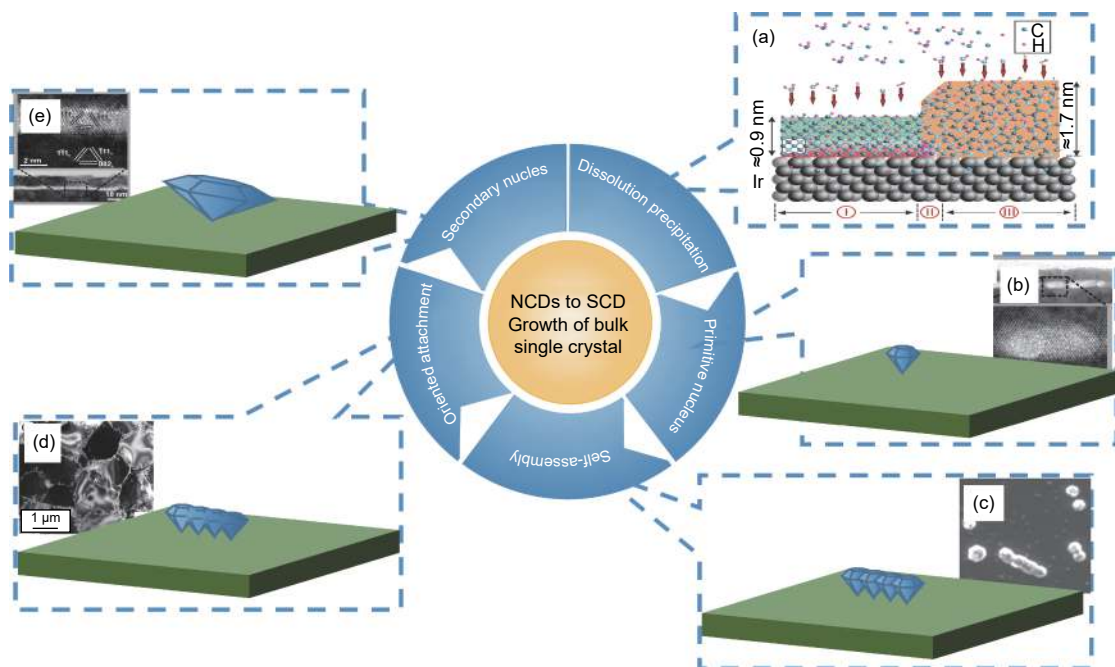 (a)
C
H
≈0.9 nm
≈1.7 nm
Ir
I
II
III
(e)
2 nm
10 nm
Secondary nucles
Dissolution precipitation
Primitive nucleus
Self-assembly
Oriented attachment
NCDs to SCD
Growth of bulk
single crystal
(b)
(d)
1 μm
(c)